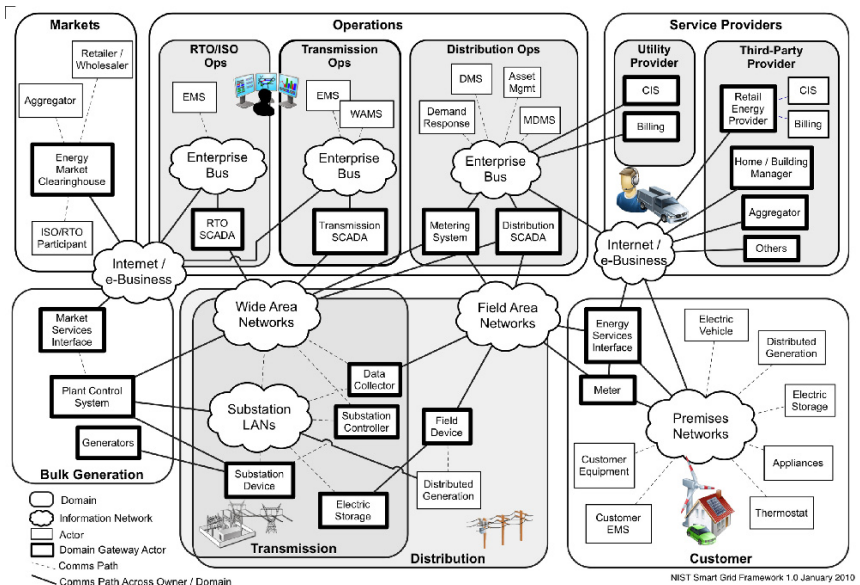 Markets
Retailer /
Wholesaler
Aggregator
Energy
Market
Clearinghouse
ISO/RTO
Participant
Operations
RTO/ISO
Ops
EMS
Enterprise
Bus
RTO
SCADA
Transmission
Ops
EMS
WAMS
Enterprise
Bus
Transmission
SCADA
Distribution Ops
DMS
Asset
Mgmt
Demand
Response
MDMS
Enterprise
Bus
Metering
System
Distribution
SCADA
Service Providers
Utility
Provider
CIS
Billing
Third-Party
Provider
Retail
Energy
Provider
CIS
Billing
Home / Building
Manager
Aggregator
Others
Internet /
e-Business
Internet /
e-Business
Market
Services
Interface
Plant Control
System
Generators
Bulk Generation
Wide Area
Networks
Field Area
Networks
Data
Collector
Substation
LANs
Substation
Controller
Field
Device
Substation
Device
Electric
Storage
Distributed
Generation
Transmission
Distribution
Energy
Services
Interface
Meter
Electric
Vehicle
Distributed
Generation
Electric
Storage
Premises
Networks
Customer
Equipment
Appliances
Customer
EMS
Thermostat
Customer
Domain
Information Network
Actor
Domain Gateway Actor
Comms Path
Comms Path Across Owner / Domain
NIST Smart Grid Framework 1.0 January 2010